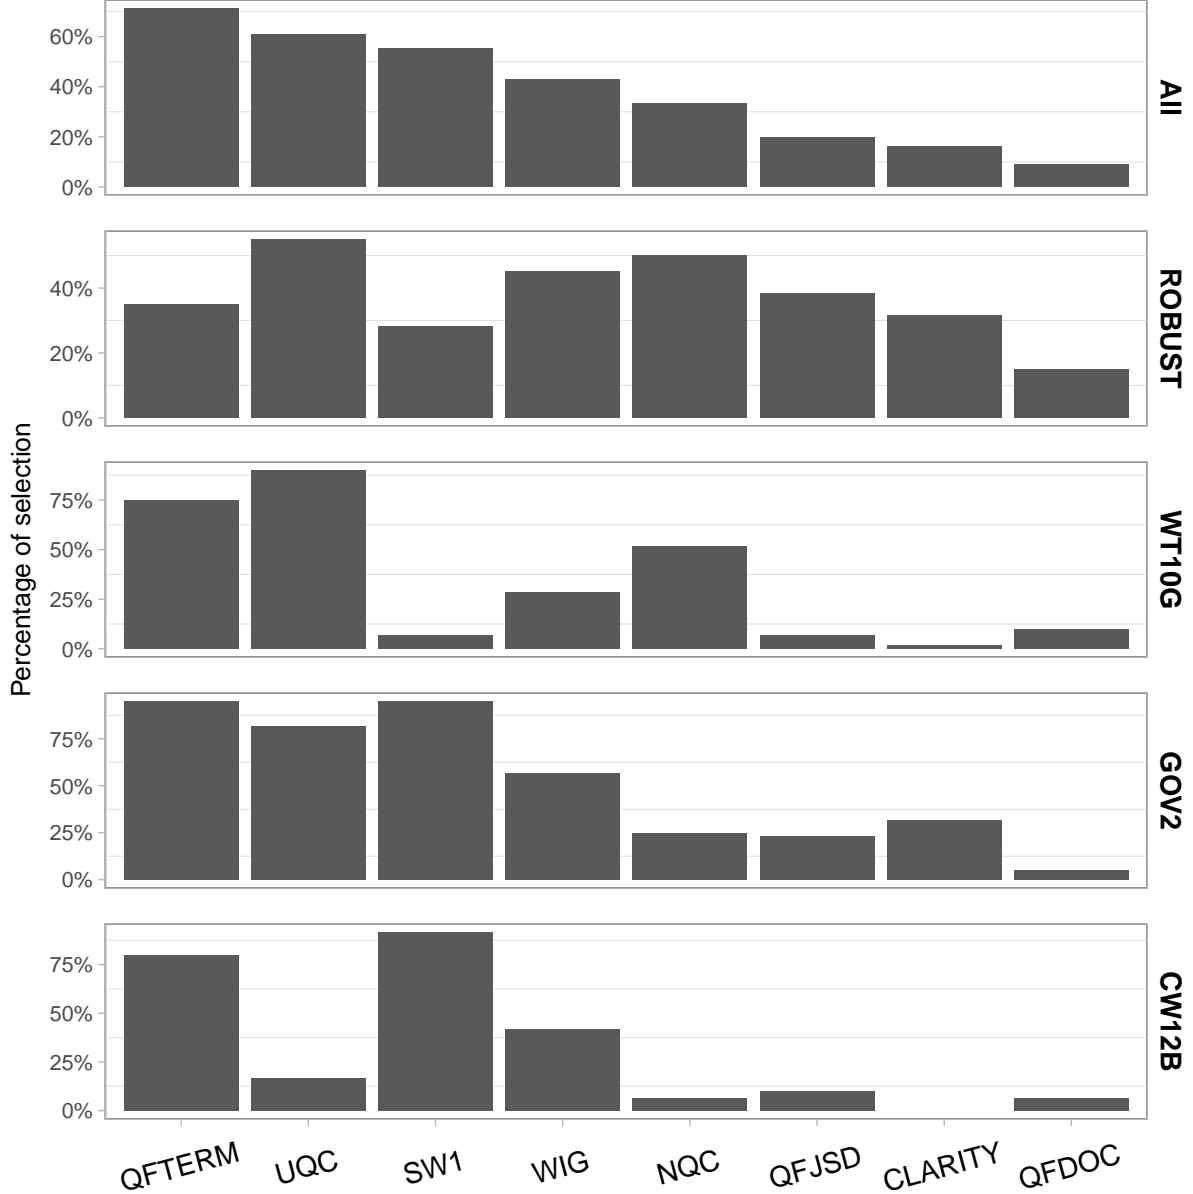 60%
40%
20%
0%
All
40%
20%
0%
ROBUST
75%
50%
25%
0%
WT10G
75%
50%
25%
0%
GOV2
75%
50%
25%
0%
CW12B
Percentage of selection
QFTERM UQC SW1 WIG NQC QFJSD CLARITY QFDOC